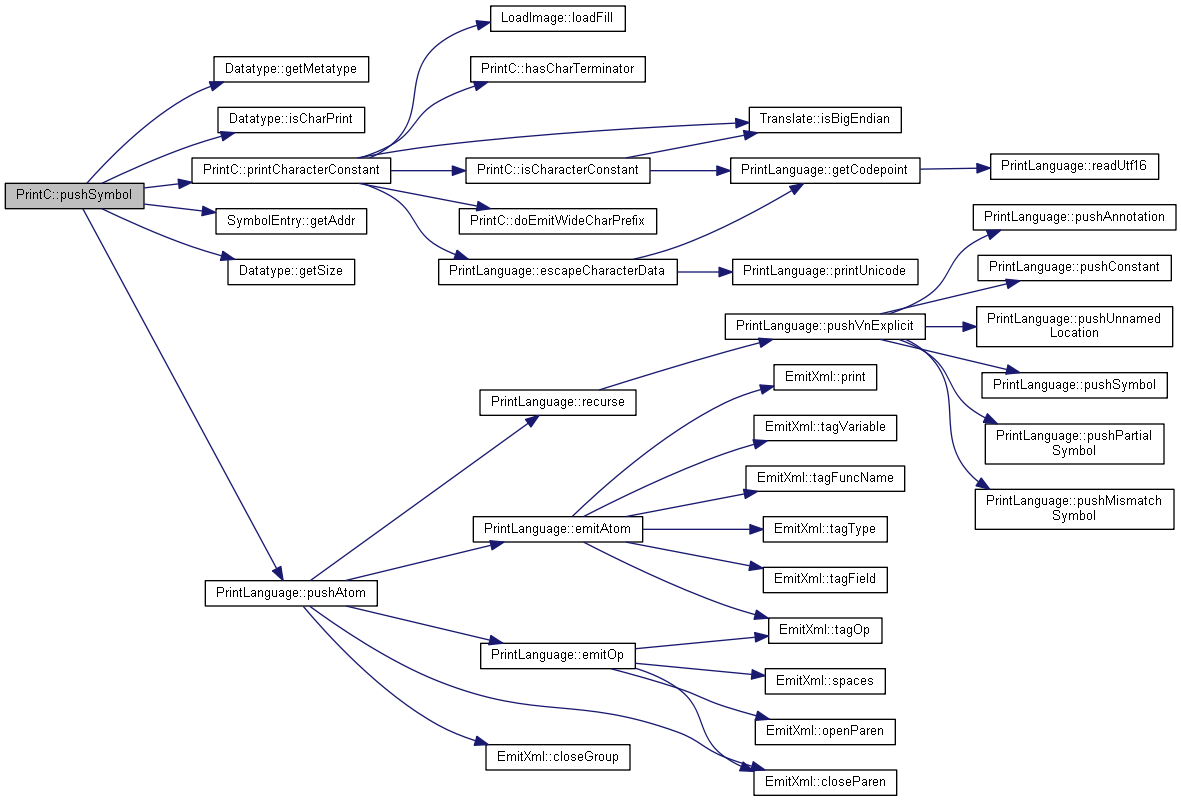 LoadImage::loadFill
Datatype::getMetatype
PrintC::hasCharTerminator
Datatype::isCharPrint
Translate::isBigEndian
PrintC::printCharacterConstant
PrintC::isCharacterConstant
PrintLanguage::getCodepoint
PrintLanguage::readUtf16
PrintC::pushSymbol
SymbolEntry::getAddr
PrintC::doEmitWideCharPrefix
PrintLanguage::pushAnnotation
Datatype::getSize
PrintLanguage::escapeCharacterData
PrintLanguage::printUnicode
PrintLanguage::pushConstant
PrintLanguage::pushVnExplicit
PrintLanguage::pushUnnamed
Location
EmitXml::print
PrintLanguage::pushSymbol
PrintLanguage::recurse
EmitXml::tagVariable
PrintLanguage::pushPartial
Symbol
EmitXml::tagFuncName
PrintLanguage::pushMismatch
Symbol
PrintLanguage::emitAtom
EmitXml::tagType
EmitXml::tagField
PrintLanguage::pushAtom
EmitXml::tagOp
PrintLanguage::emitOp
EmitXml::spaces
EmitXml::openParen
EmitXml::closeGroup
EmitXml::closeParen